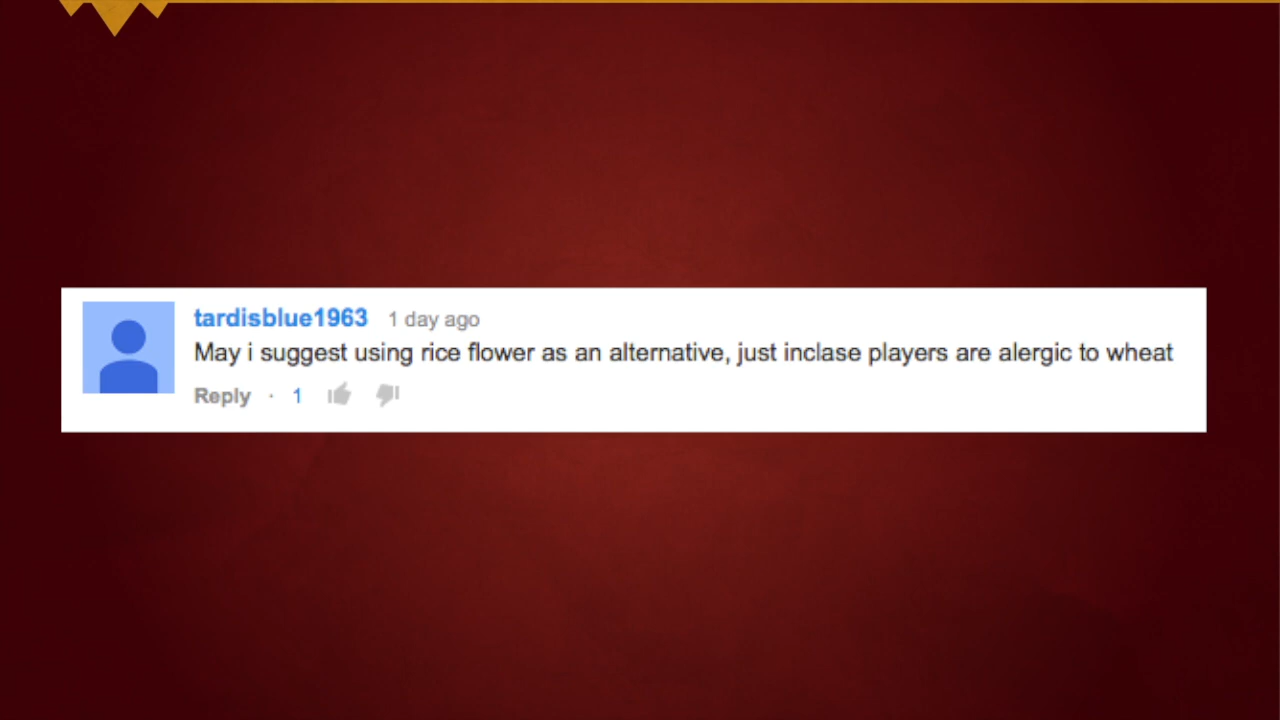 tardisblue1963 1 day ago
May i suggest using rice flower as an alternative, just inclase players are alergic to wheat
Reply · 1